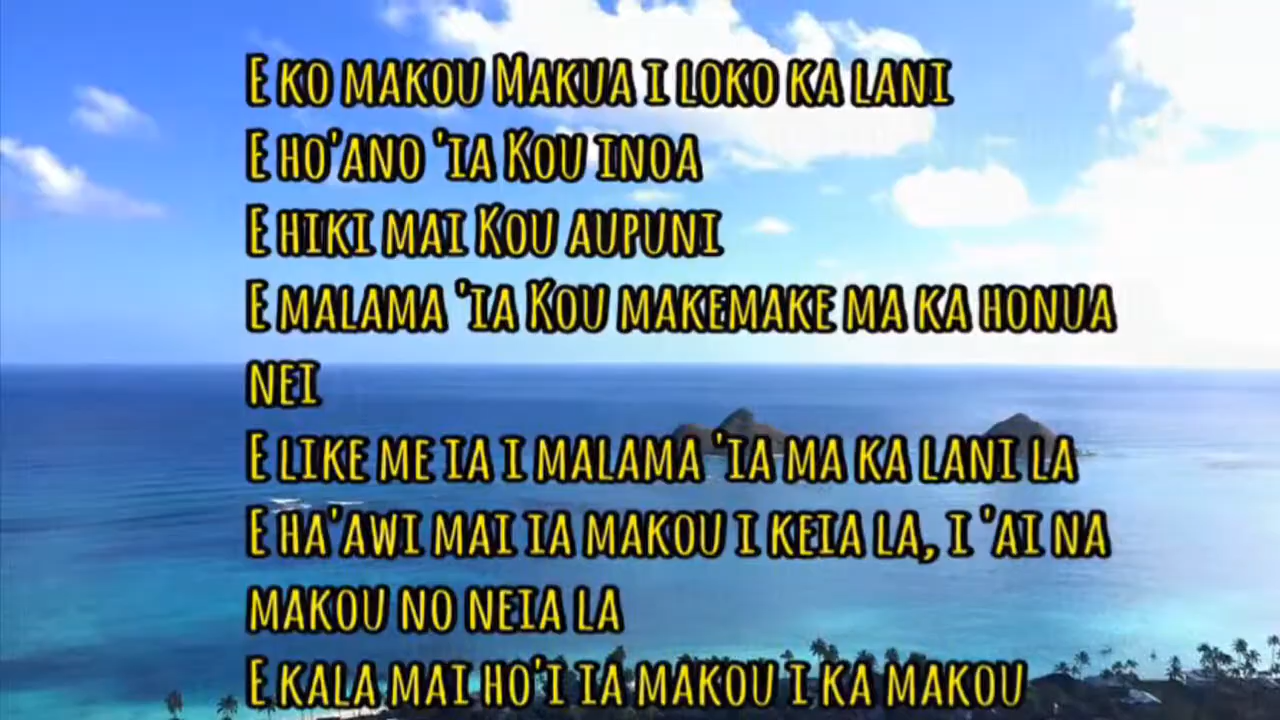 E ko makou Makua i loko ka lani
E ho'ano 'ia Kou inoa
E hiki mai Kou aupuni
E malama 'ia Kou makemake ma ka honua
nei
E like me ia i malama 'ia ma ka lani la
E ha'awi mai ia makou i keia la, i 'ai na
makou no neia la
E kala mai ho'i ia makou i ka makou